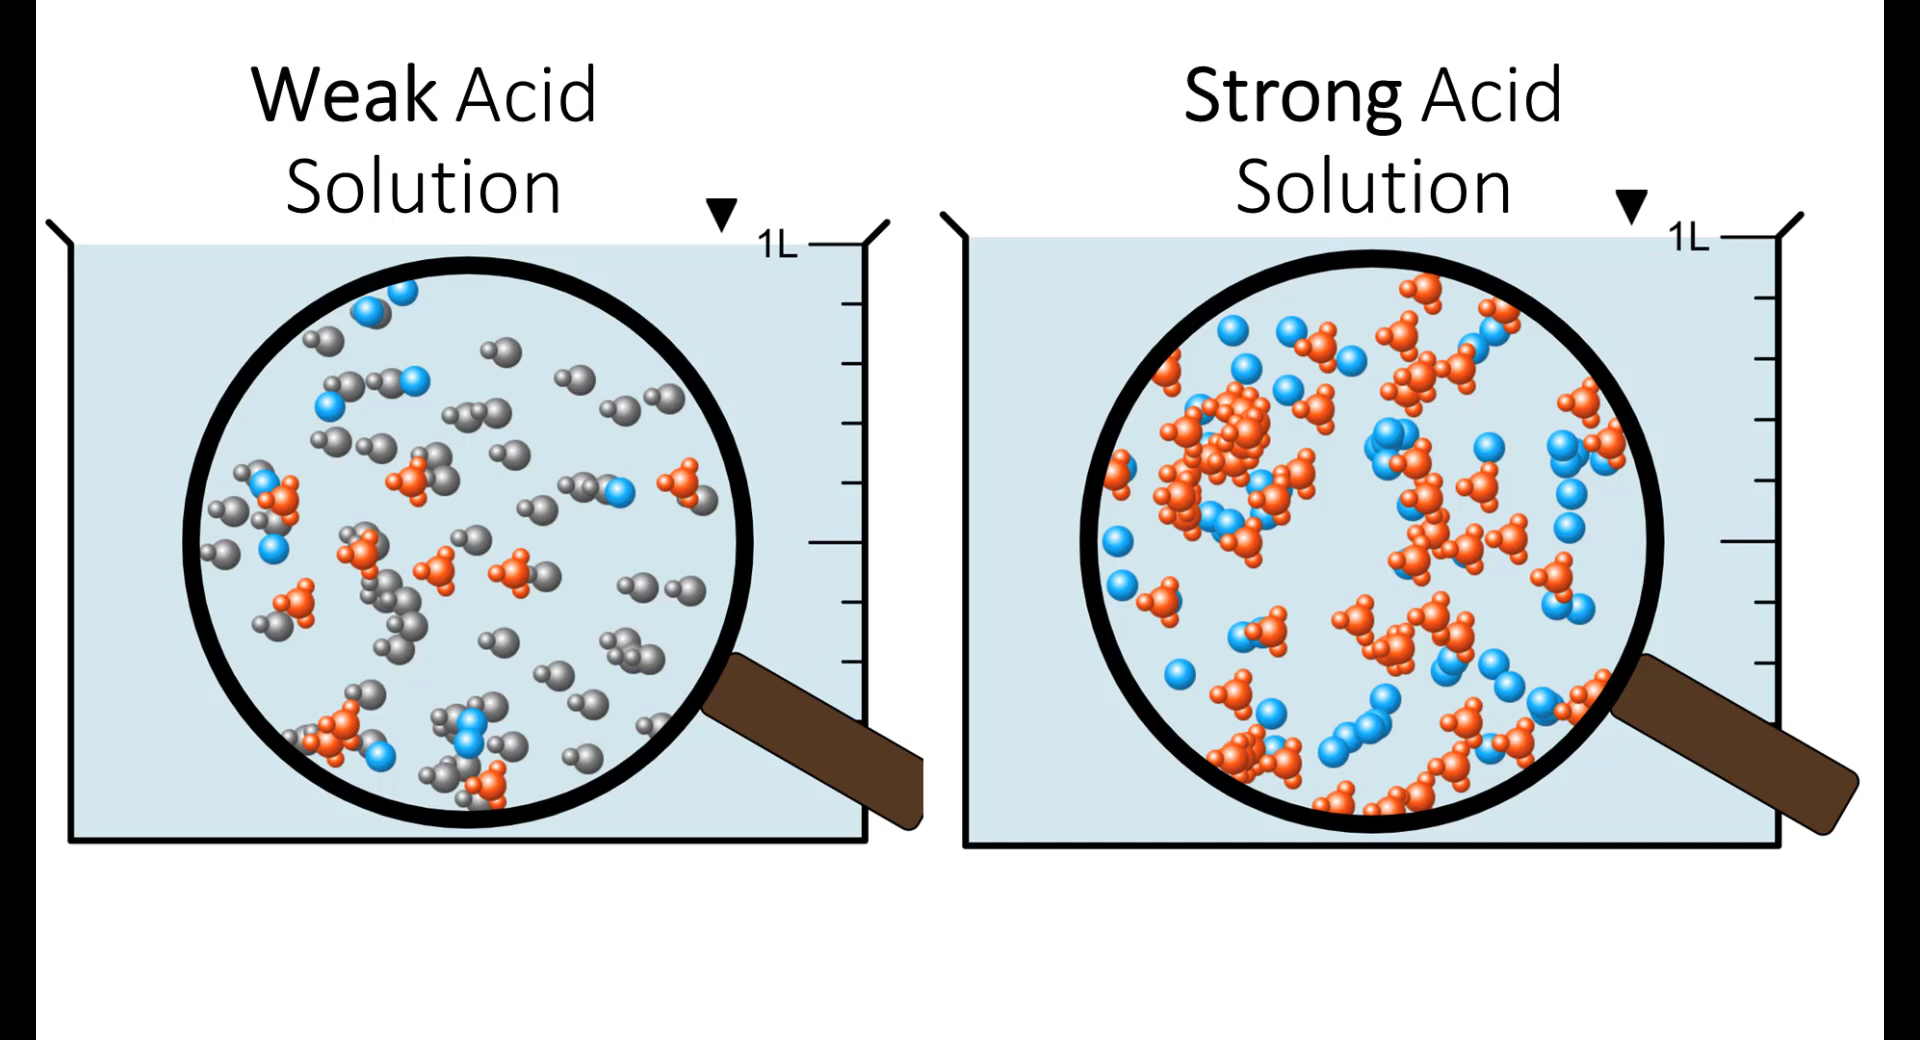 Weak Acid
Solution
1L
Strong Acid
Solution
1L